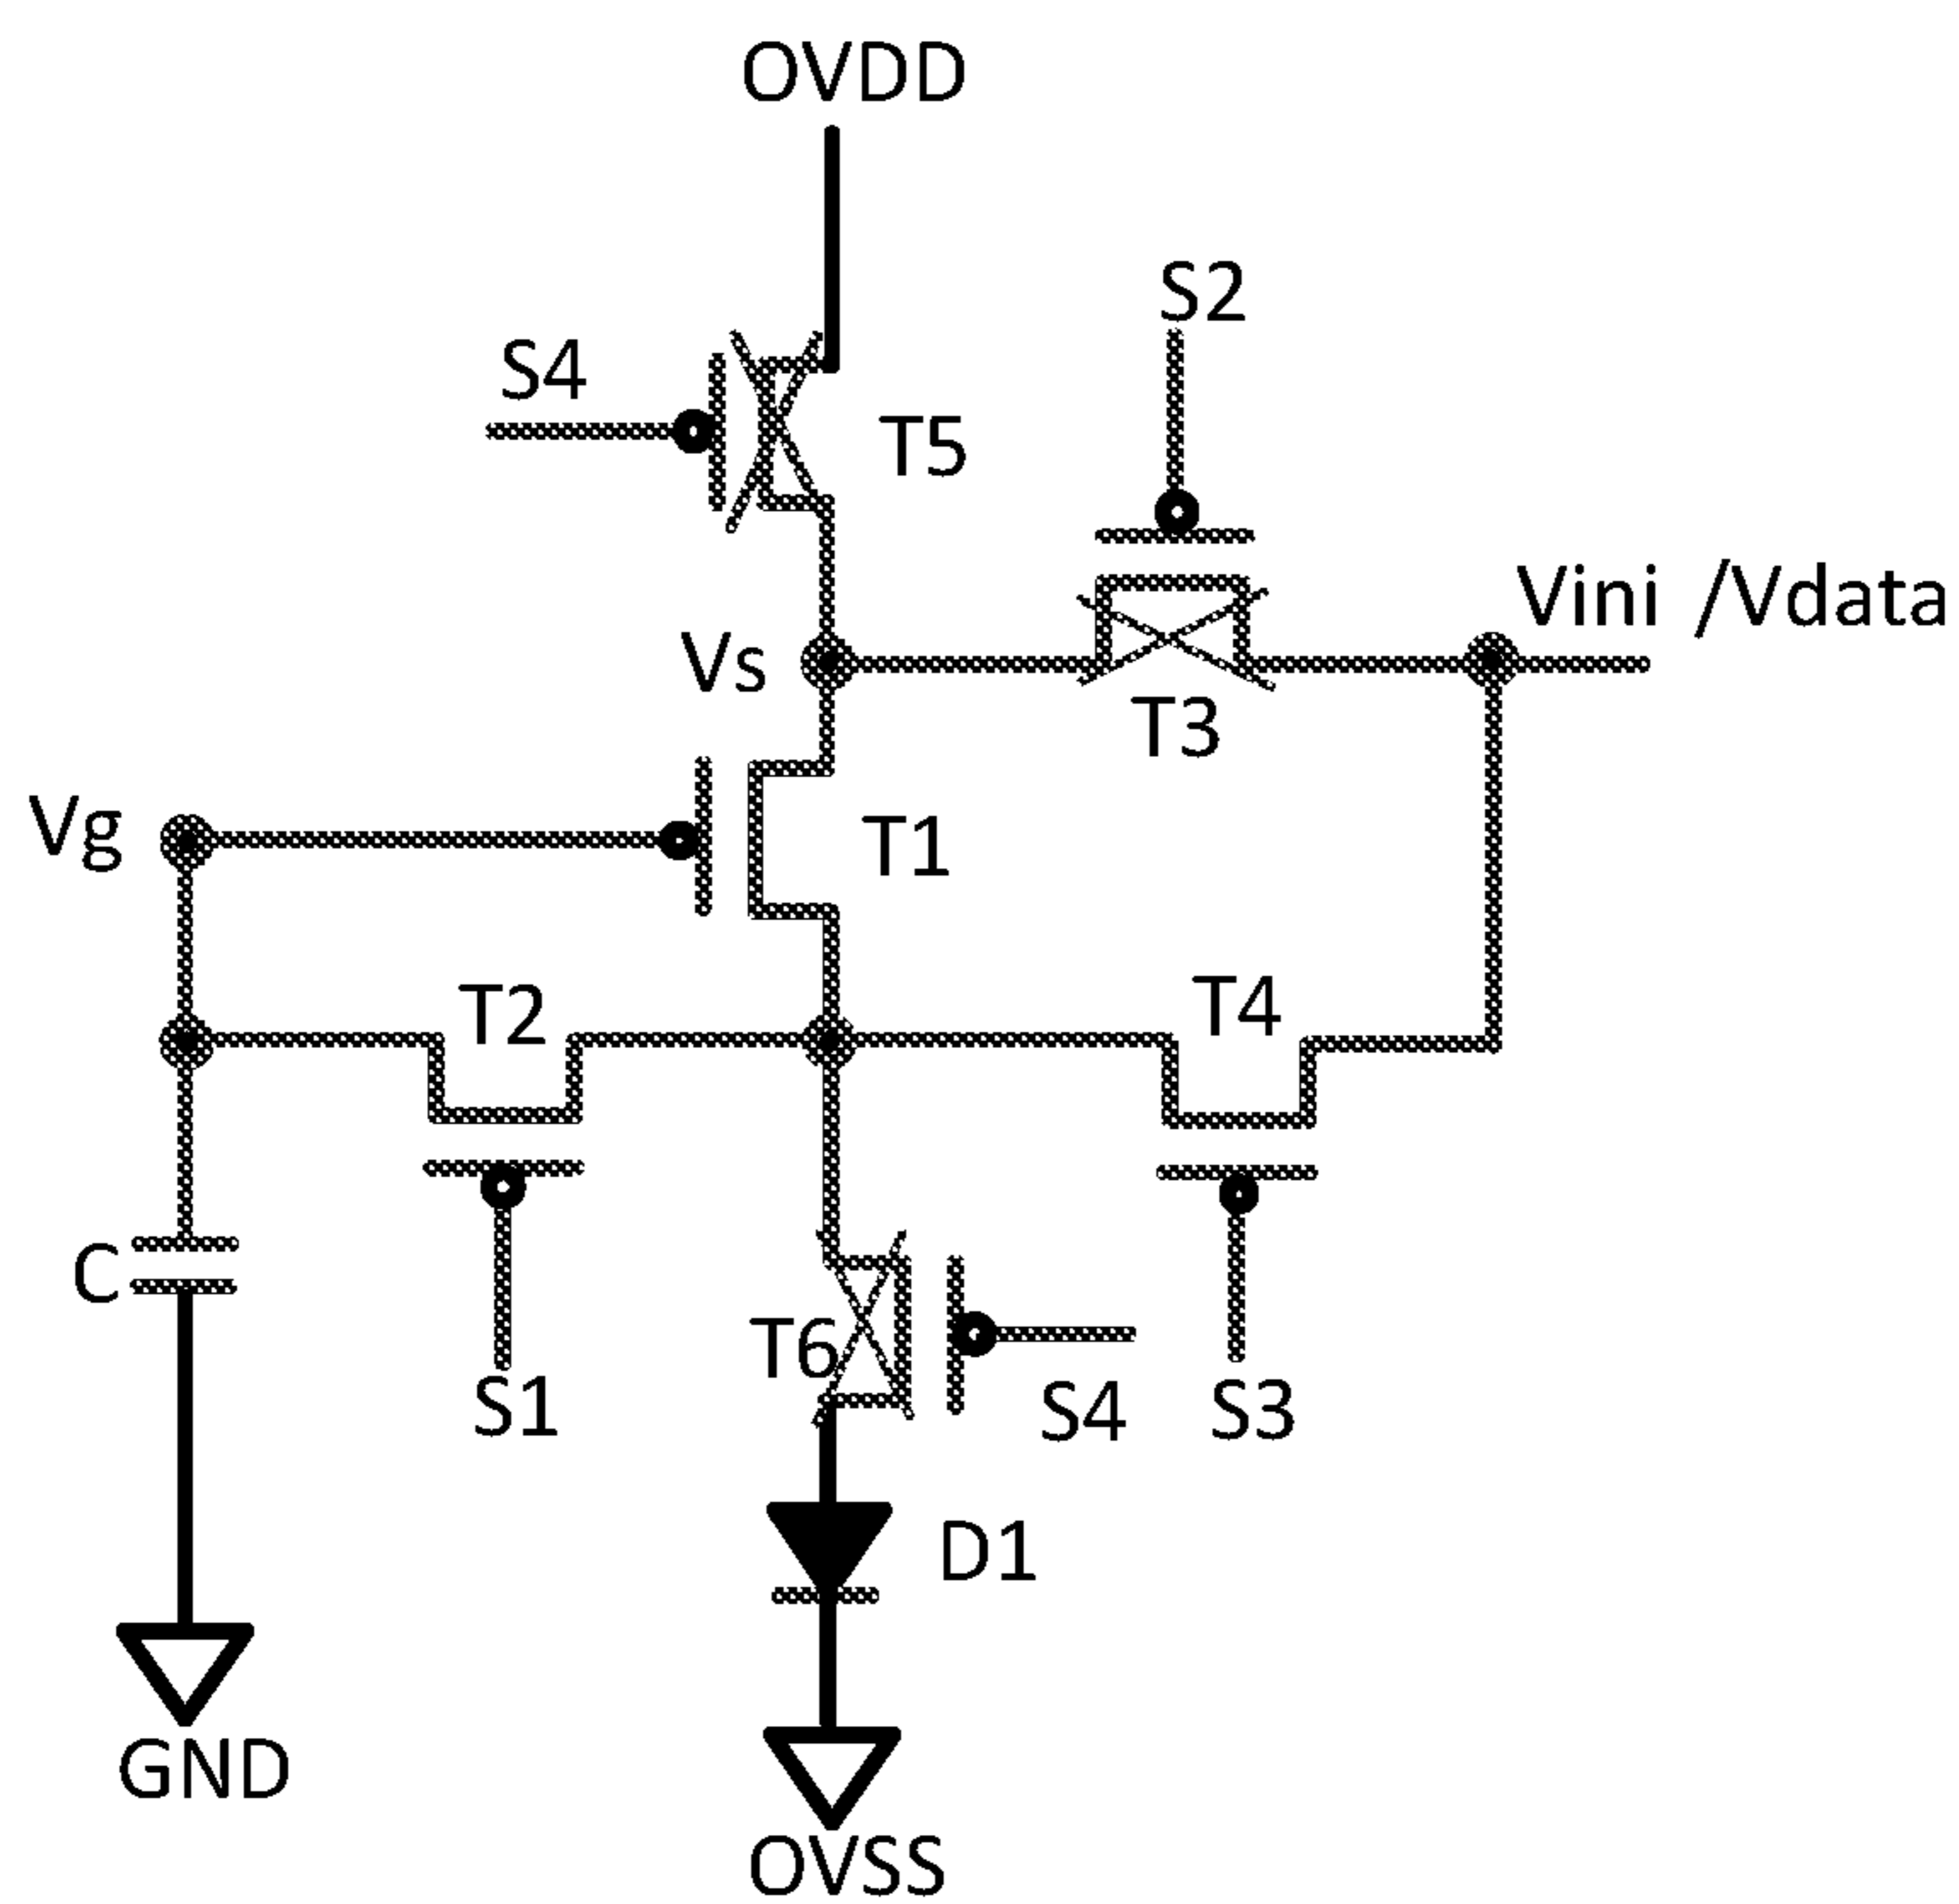 OVDD
S2
S4
T5
Vini /Vdata
Vs
T3
Vg
T1
T2
T4
C
T6
S1
S4
S3
D1
GND
OVSS